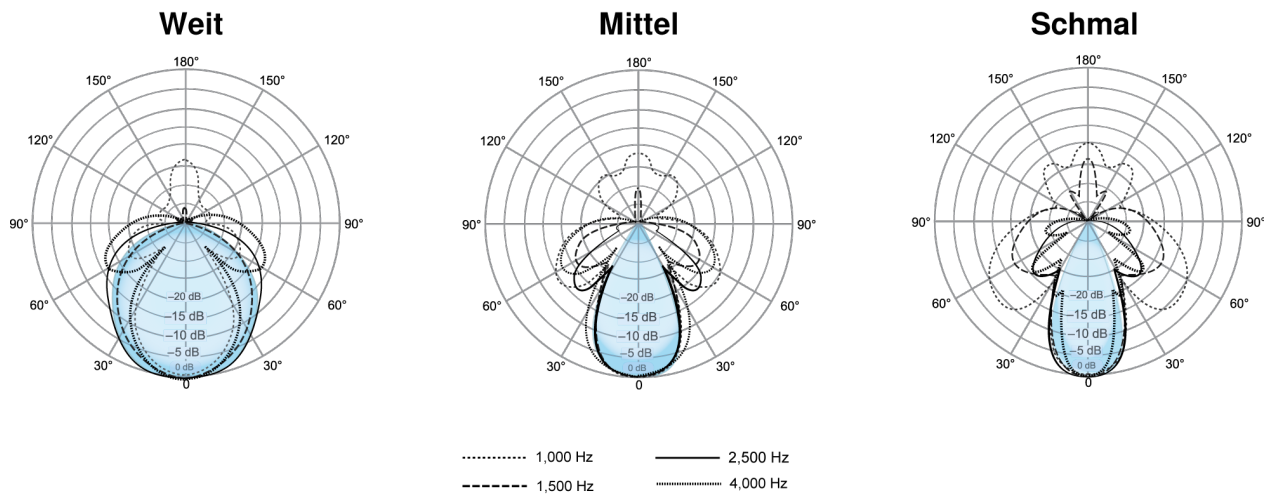 Weit
180°
150° 150°
120° 120°
90° 90°
60° 60°
30° 30°
0
–20 dB
–15 dB
–10 dB
–5 dB
0 dB
Mittel
180°
150° 150°
120° 120°
90° 90°
60° 60°
30° 30°
0
–20 dB
–15 dB
–10 dB
–5 dB
0 dB
Schmal
180°
150° 150°
120° 120°
90° 90°
60° 60°
30° 30°
0
–20 dB
–15 dB
–10 dB
–5 dB
0 dB
1,000 Hz
1,500 Hz
2,500 Hz
4,000 Hz